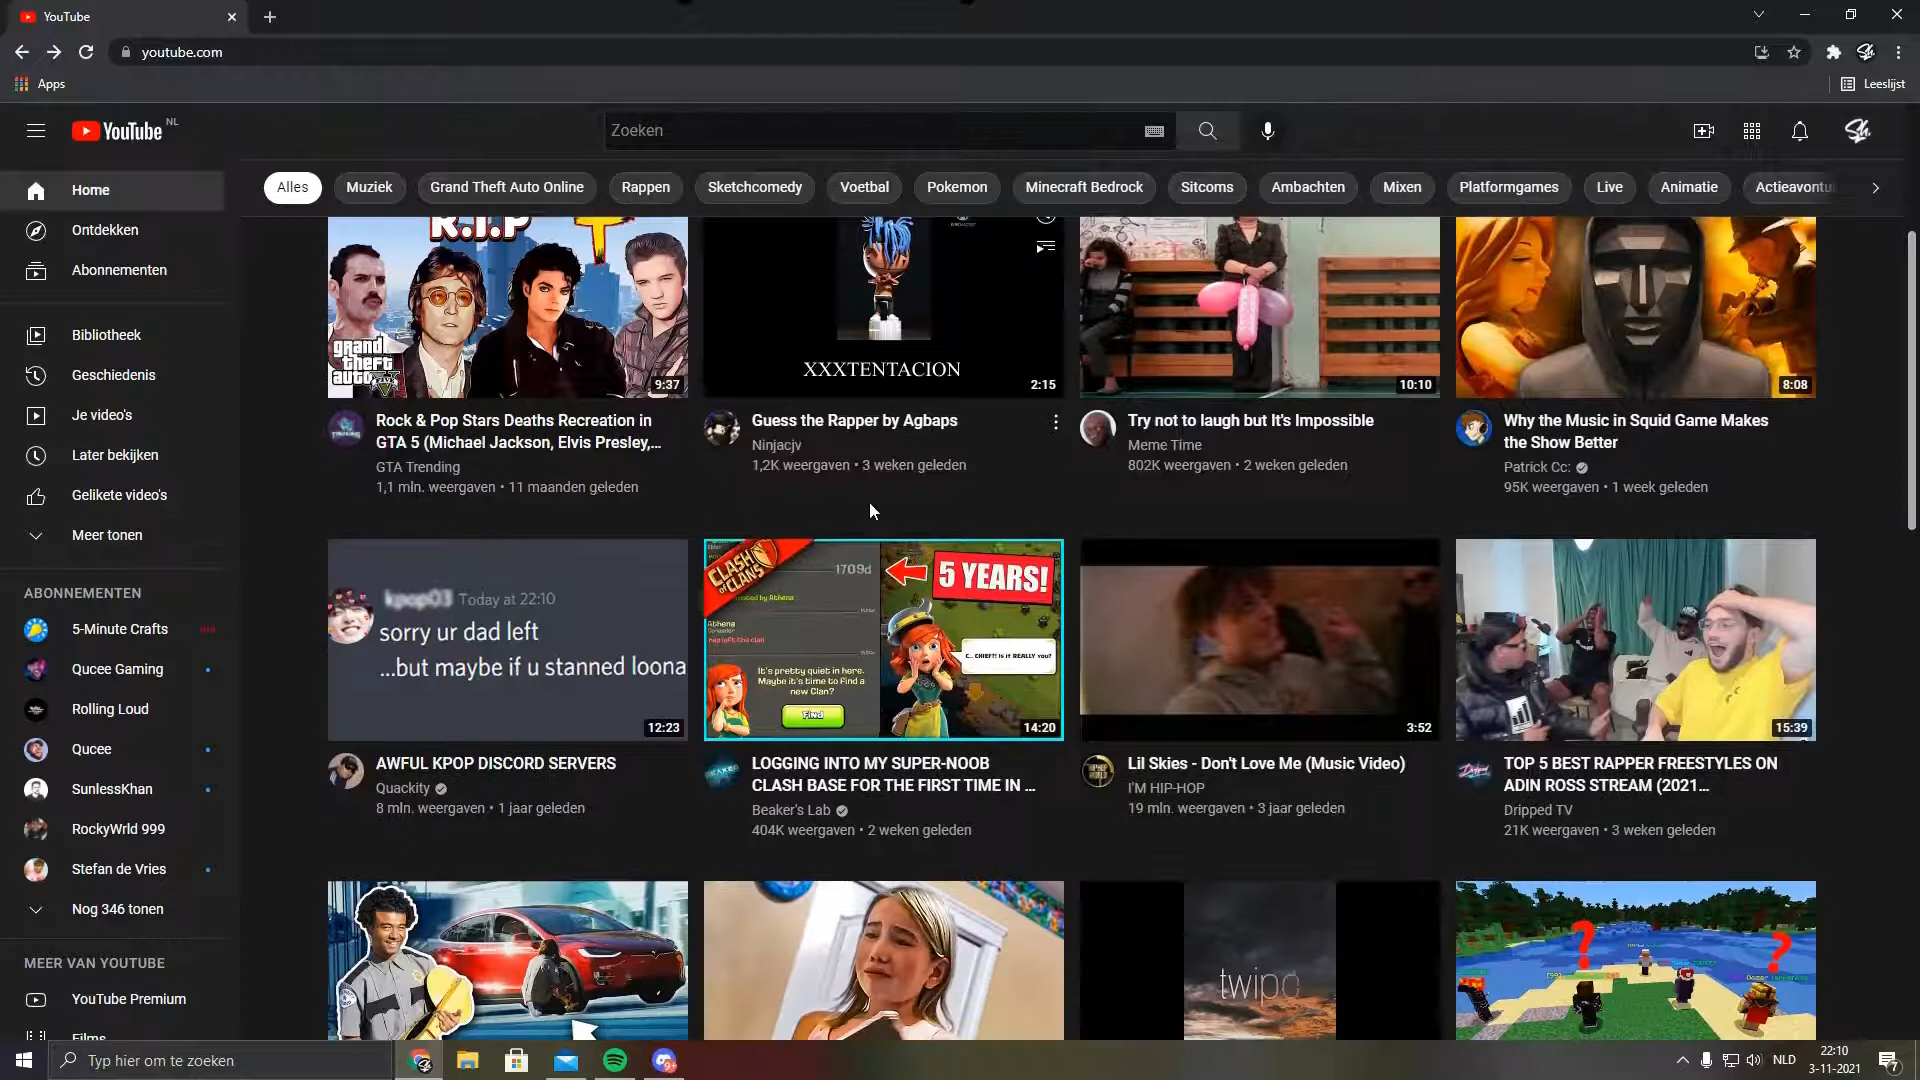 YouTube
youtube.com
Apps
Leeslijst
YouTube NL
Zoeken
Alles
Muziek
Grand Theft Auto Online
Rappen
Sketchcomedy
Voetbal
Pokemon
Minecraft Bedrock
Sitcoms
Ambachten
Mixen
Platformgames
Live
Animatie
Actieavontu
Home
Ontdekken
Abonnementen
Bibliotheek
Geschiedenis
Je video's
Later bekijken
Gelikete video's
Meer tonen
ABONNEMENTEN
5-Minute Crafts
Qucee Gaming
Rolling Loud
Qucee
SunlessKhan
RockyWrld 999
Stefan de Vries
Nog 346 tonen
MEER VAN YOUTUBE
YouTube Premium
Films
R.I.P
grand
theft
auto V
9:37
Rock & Pop Stars Deaths Recreation in
GTA 5 (Michael Jackson, Elvis Presley,...
GTA Trending
1,1 mln. weergaven • 11 maanden geleden
XXXTENTACION
2:15
Guess the Rapper by Agbaps
Ninjacjv
1,2K weergaven • 3 weken geleden
10:10
Try not to laugh but It's Impossible
Meme Time
802K weergaven • 2 weken geleden
8:08
Why the Music in Squid Game Makes
the Show Better
Patrick Cc:
95K weergaven • 1 week geleden
kpop03 Today at 22:10
sorry ur dad left
...but maybe if u stanned loona
12:23
AWFUL KPOP DISCORD SERVERS
Quackity
8 mln. weergaven • 1 jaar geleden
CLASH OF CLANS
1709d
5 YEARS!
Athena
C.. CHIEF?! Is it REALLY you?
It's pretty quiet in here.
Maybe it's time to Find a
new Clan?
Find
14:20
LOGGING INTO MY SUPER-NOOB
CLASH BASE FOR THE FIRST TIME IN ...
Beaker's Lab
404K weergaven • 2 weken geleden
3:52
Lil Skies - Don't Love Me (Music Video)
I'M HIP-HOP
19 mln. weergaven • 3 jaar geleden
15:39
TOP 5 BEST RAPPER FREESTYLES ON
ADIN ROSS STREAM (2021...
Dripped TV
21K weergaven • 3 weken geleden
twipo
? ?
Typ hier om te zoeken
NLD
22:10
3-11-2021
7